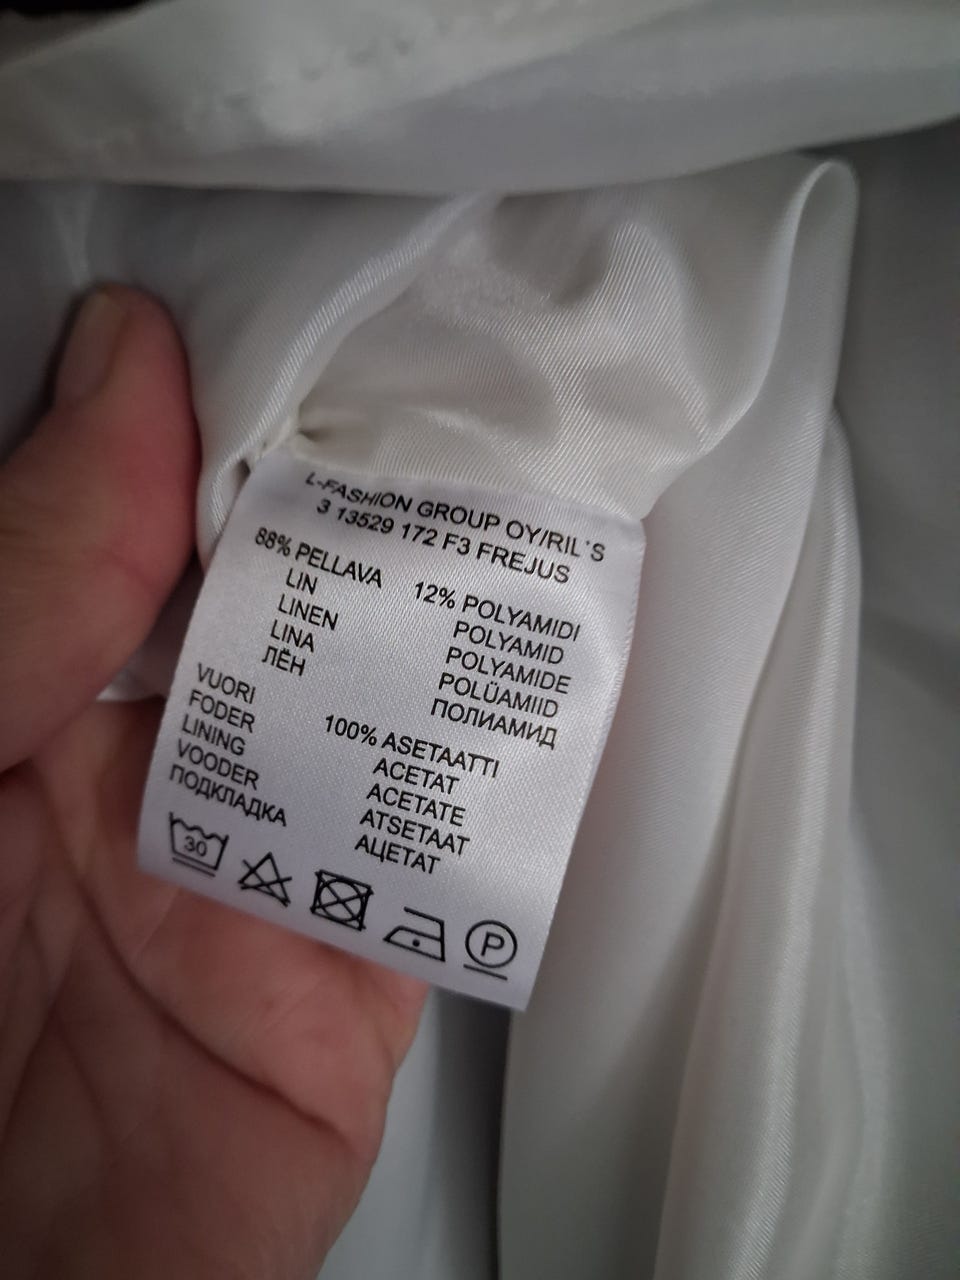 L-FASHION GROUP OY/RIL'S
3 13529 172 F3 FREJUS
88% PELLAVA
LIN
LINEN
LINA
ЛЁН
12% POLYAMIDI
POLYAMID
POLYAMIDE
POLÜAMIID
ПОЛИАМИД
VUORI
FODER
LINING
VOODER
ПОДКЛАДКА
100% ASETAATTI
ACETAT
ACETATE
ATSETAAT
АЦЕТАТ
30
P